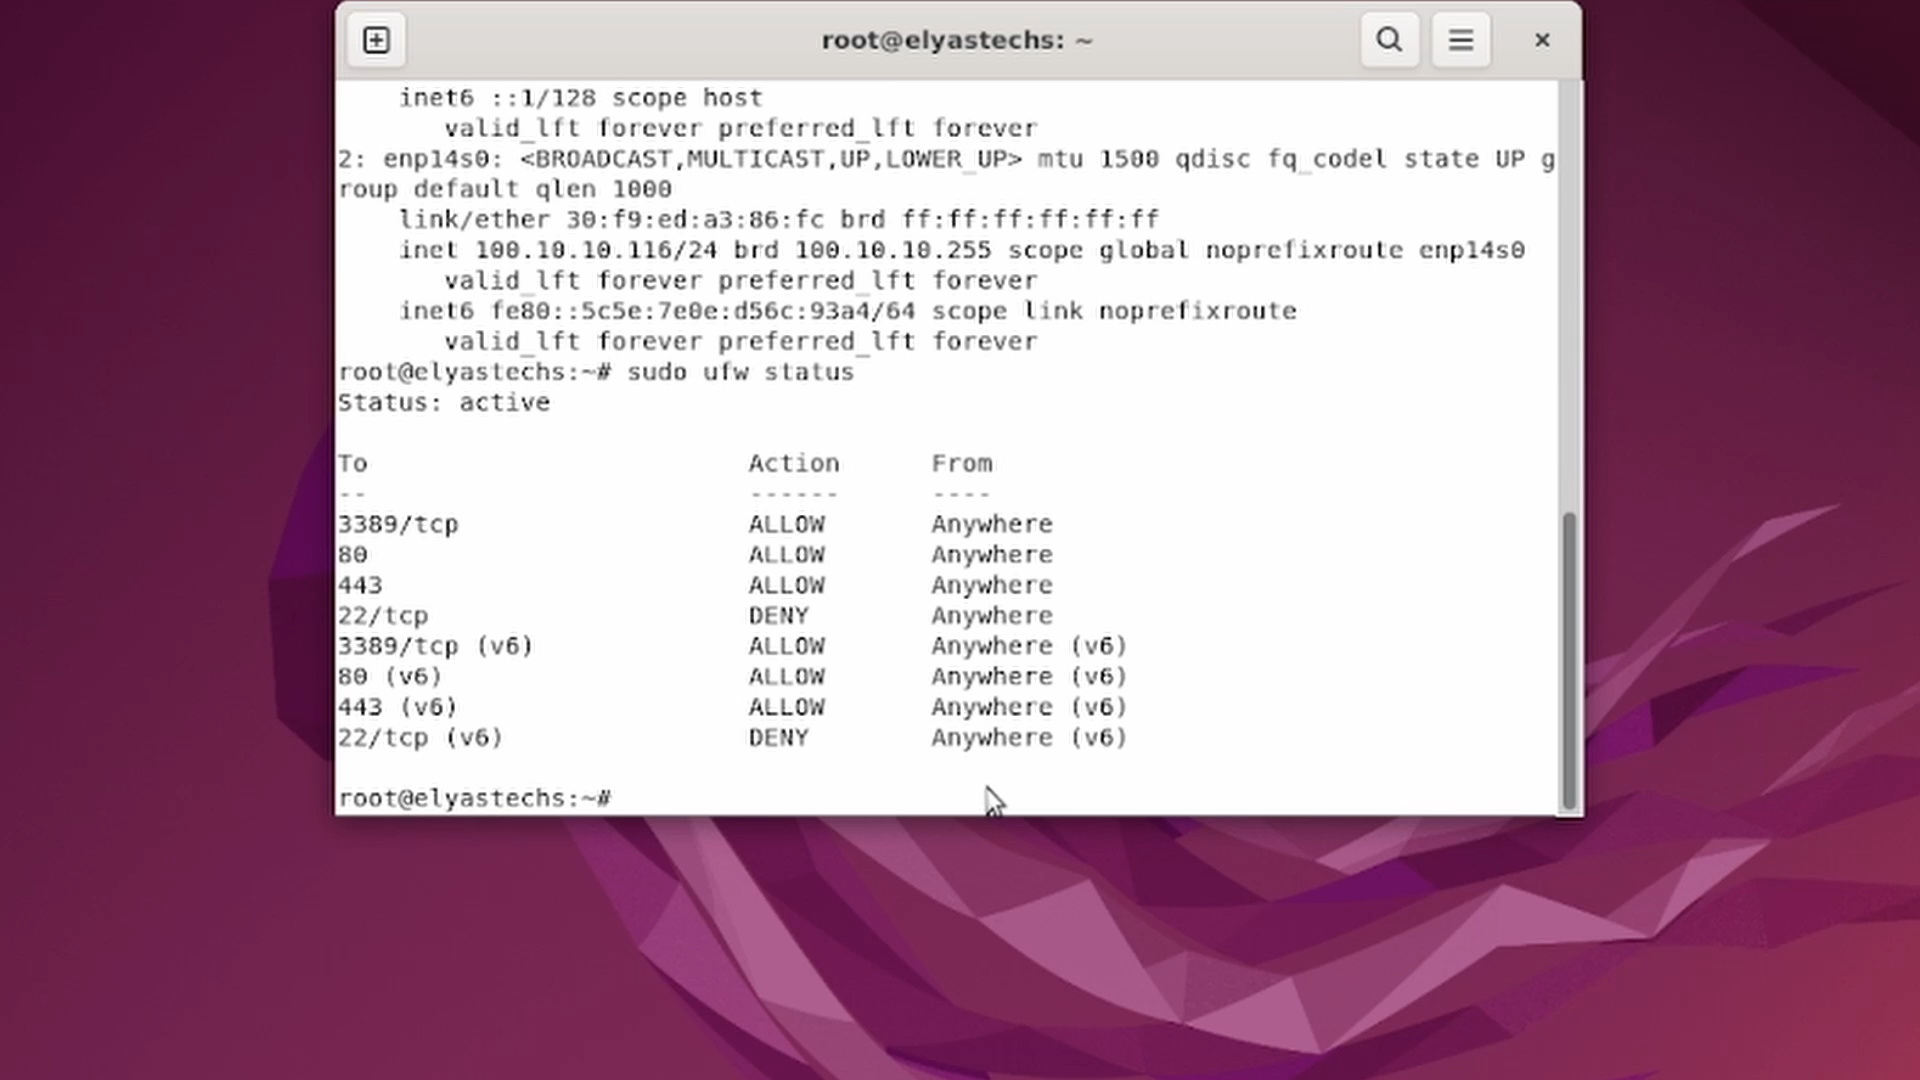 root@elyastechs: ~
inet6 ::1/128 scope host
valid_lft forever preferred_lft forever
2: enp14s0: <BROADCAST,MULTICAST,UP,LOWER_UP> mtu 1500 qdisc fq_codel state UP g
roup default qlen 1000
link/ether 30:f9:ed:a3:86:fc brd ff:ff:ff:ff:ff:ff
inet 100.10.10.116/24 brd 100.10.10.255 scope global noprefixroute enp14s0
valid_lft forever preferred_lft forever
inet6 fe80::5c5e:7e0e:d56c:93a4/64 scope link noprefixroute
valid_lft forever preferred_lft forever
root@elyastechs:~# sudo ufw status
Status: active
To Action From
-- ------ ----
3389/tcp ALLOW Anywhere
80 ALLOW Anywhere
443 ALLOW Anywhere
22/tcp DENY Anywhere
3389/tcp (v6) ALLOW Anywhere (v6)
80 (v6) ALLOW Anywhere (v6)
443 (v6) ALLOW Anywhere (v6)
22/tcp (v6) DENY Anywhere (v6)
root@elyastechs:~#